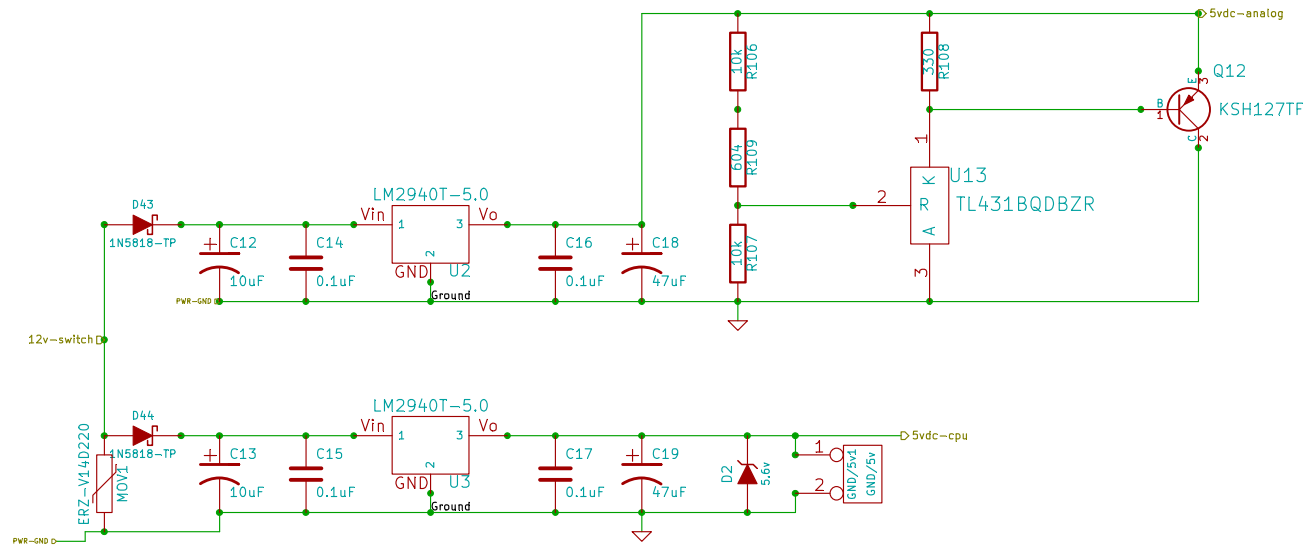 5vdc-analog
10k
R106
330
R108
E
3
Q12
B
1
KSH127TF
C
2
604
R109
1
K
U13
2
R
TL431BQDBZR
A
3
10k
R107
LM2940T-5.0
D43
1N5818-TP
Vin
1
3
Vo
2
GND
U2
Ground
C12
10uF
C14
0.1uF
C16
0.1uF
C18
47uF
PWR-GND
12v-switch
LM2940T-5.0
D44
1N5818-TP
Vin
1
3
Vo
5vdc-cpu
2
GND
U3
Ground
C13
10uF
C15
0.1uF
C17
0.1uF
C19
47uF
D2
5.6v
1
2
GND/5v1
GND/5v
ERZ-V14D220
MOV1
PWR-GND